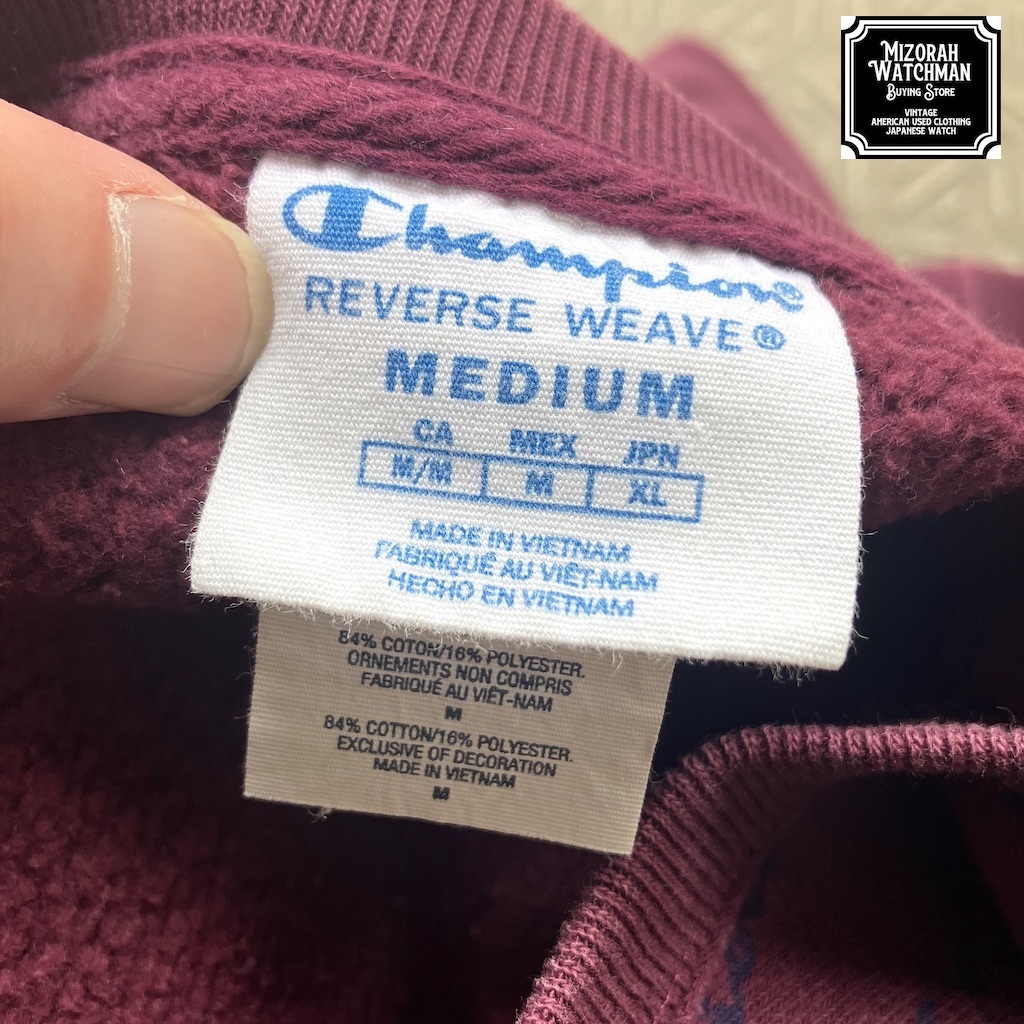 MIZORAH
WATCHMAN
BUYING STORE
VINTAGE
AMERICAN USED CLOTHING
JAPANESE WATCH
Champion®
REVERSE WEAVE®
MEDIUM
CA MEX JPN
M/M M XL
MADE IN VIETNAM
FABRIQUÉ AU VIÊT-NAM
HECHO EN VIETNAM
84% COTON/16% POLYESTER.
ORNEMENTS NON COMPRIS
FABRIQUÉ AU VIÊT-NAM
M
84% COTTON/16% POLYESTER.
EXCLUSIVE OF DECORATION
MADE IN VIETNAM
M